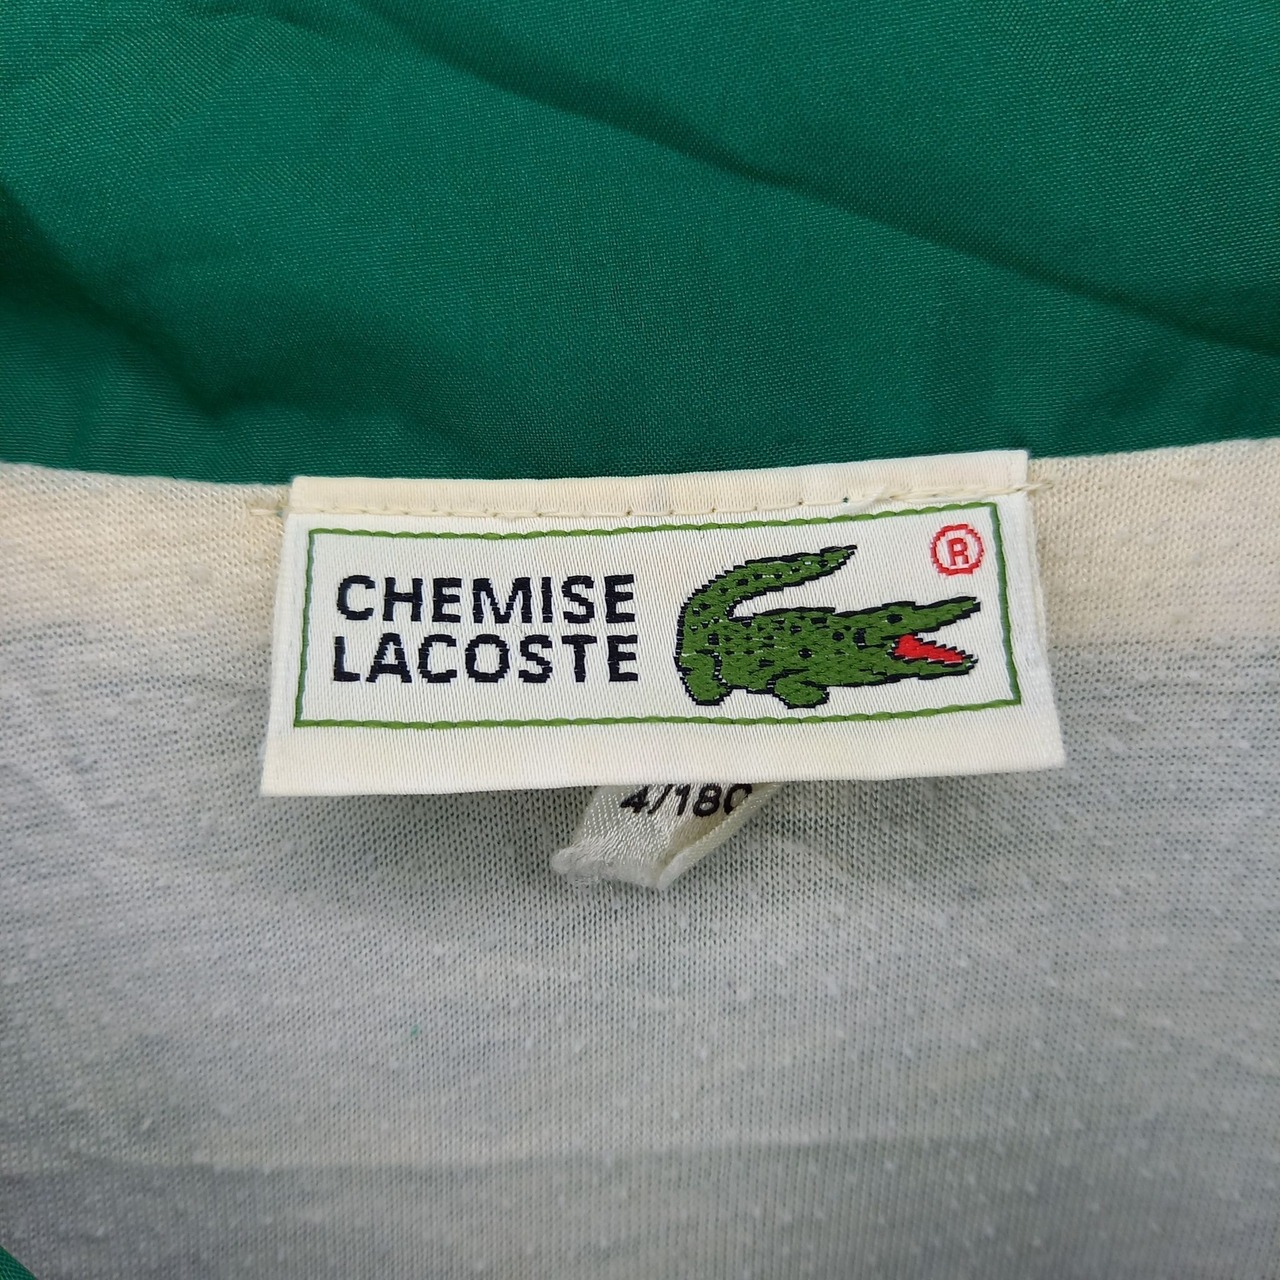 CHEMISE
LACOSTE
®
4/180